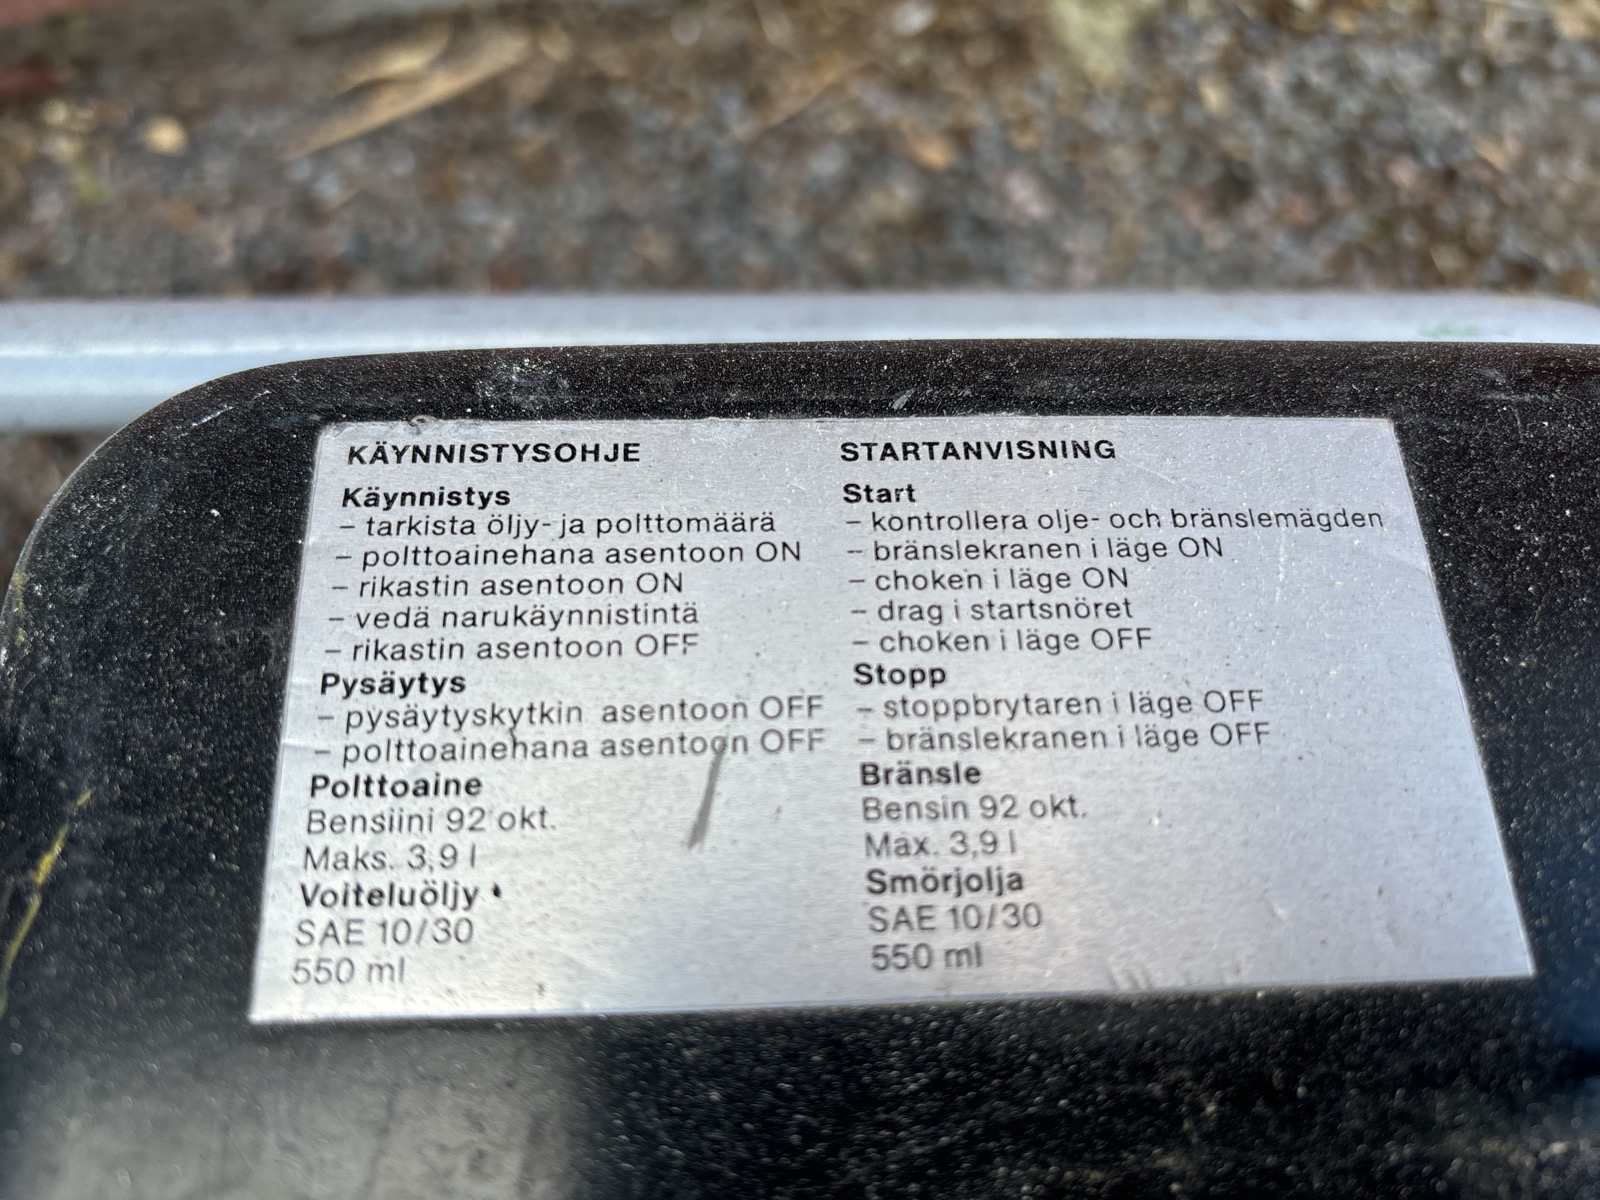 KÄYNNISTYSOHJE
Käynnistys
– tarkista öljy- ja polttomäärä
– polttoainehana asentoon ON
– rikastin asentoon ON
– vedä narukäynnistintä
– rikastin asentoon OFF
Pysäytys
– pysäytyskytkin asentoon OFF
– polttoainehana asentoon OFF
Polttoaine
Bensiini 92 okt.
Maks. 3,9 l
Voiteluöljy
SAE 10/30
550 ml
STARTANVISNING
Start
– kontrollera olje- och bränslemägden
– bränslekranen i läge ON
– choken i läge ON
– drag i startsnöret
– choken i läge OFF
Stopp
– stoppbrytaren i läge OFF
– bränslekranen i läge OFF
Bränsle
Bensin 92 okt.
Max. 3,9 l
Smörjolja
SAE 10/30
550 ml